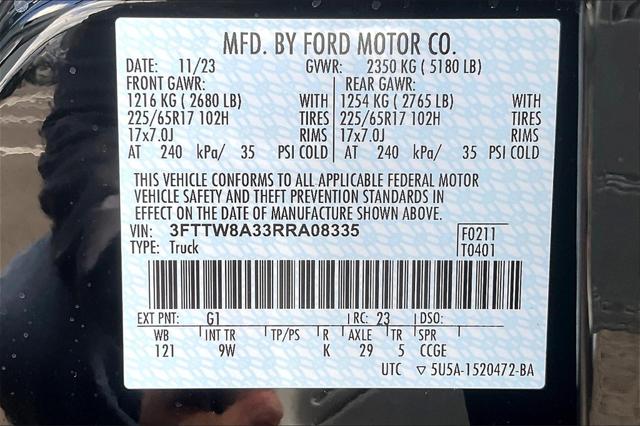 MFD. BY FORD MOTOR CO.
DATE: 11/23 GVWR: 2350 KG ( 5180 LB)
FRONT GAWR: REAR GAWR:
1216 KG ( 2680 LB) WITH 1254 KG ( 2765 LB) WITH
225/65R17 102H TIRES 225/65R17 102H TIRES
17x7.0J RIMS 17x7.0J RIMS
AT 240 kPa/ 35 PSI COLD AT 240 kPa/ 35 PSI COLD
THIS VEHICLE CONFORMS TO ALL APPLICABLE FEDERAL MOTOR
VEHICLE SAFETY AND THEFT PREVENTION STANDARDS IN
EFFECT ON THE DATE OF MANUFACTURE SHOWN ABOVE.
VIN: 3FTTW8A33RRA08335 F0211
TYPE: Truck T0401
EXT PNT: G1 RC: 23 DSO:
WB INT TR TP/PS R AXLE TR SPR
121 9W K 29 5 CCGE
UTC ▽ 5U5A-1520472-BA